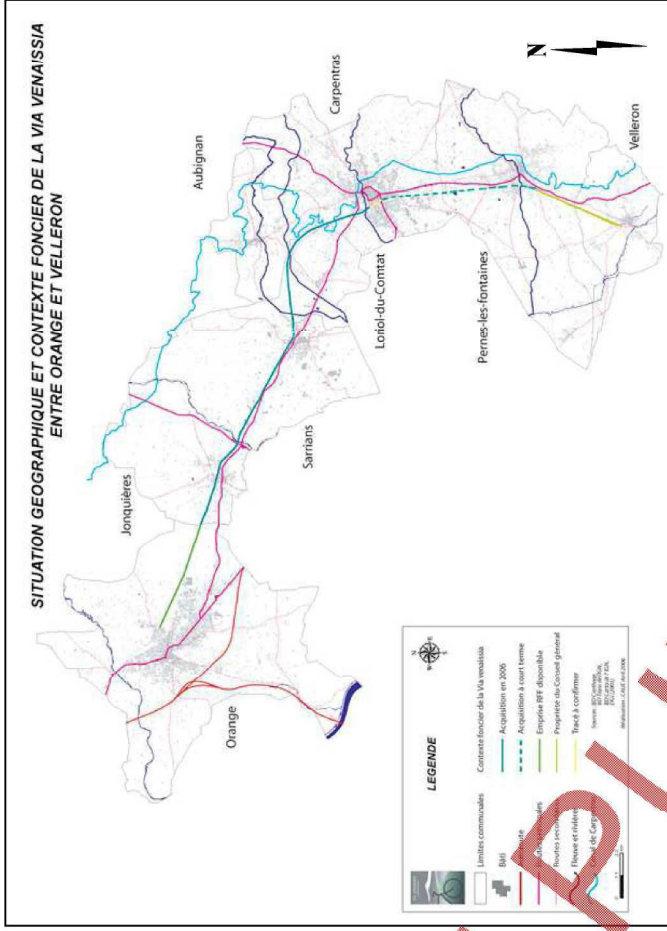 SITUATION GEOGRAPHIQUE ET CONTEXTE FONCIER DE LA VIA VENAISSIA
ENTRE ORANGE ET VELLERON
N
Aubignan
Carpentras
Jonquières
Loriol-du-Comtat
Velleron
Sarrians
Pernes-les-fontaines
Orange
LEGENDE
Limites communales
Bâti
Routes secondaires
Fleuve et rivière
Canal de Carpentras
Contexte foncier de la Via venaissia
Acquisition en 2006
Acquisition à court terme
Emprise RFF disponible
Propriété du Conseil général
Tracé à confirmer
N
E
S